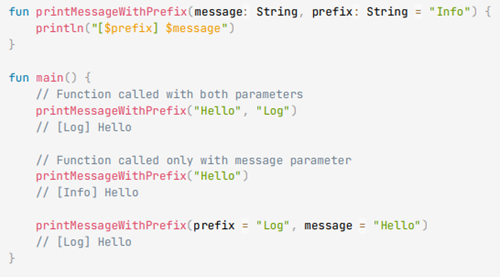 fun printMessageWithPrefix(message: String, prefix: String = "Info") {
    println("[$prefix] $message")
}

fun main() {
    // Function called with both parameters
    printMessageWithPrefix("Hello", "Log")
    // [Log] Hello

    // Function called only with message parameter
    printMessageWithPrefix("Hello")
    // [Info] Hello

    printMessageWithPrefix(prefix = "Log", message = "Hello")
    // [Log] Hello
}